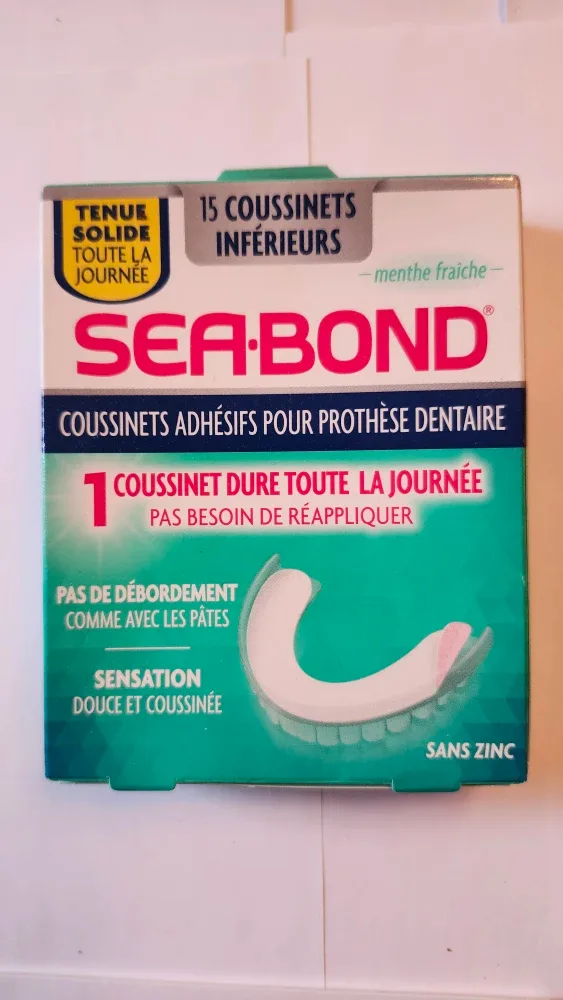 TENUE
SOLIDE
TOUTE LA
JOURNÉE
15 COUSSINETS
INFÉRIEURS
menthe fraîche
SEA·BOND®
COUSSINETS ADHÉSIFS POUR PROTHÈSE DENTAIRE
1 COUSSINET DURE TOUTE LA JOURNÉE
PAS BESOIN DE RÉAPPLIQUER
PAS DE DÉBORDEMENT
COMME AVEC LES PÂTES
SENSATION
DOUCE ET COUSSINÉE
SANS ZINC